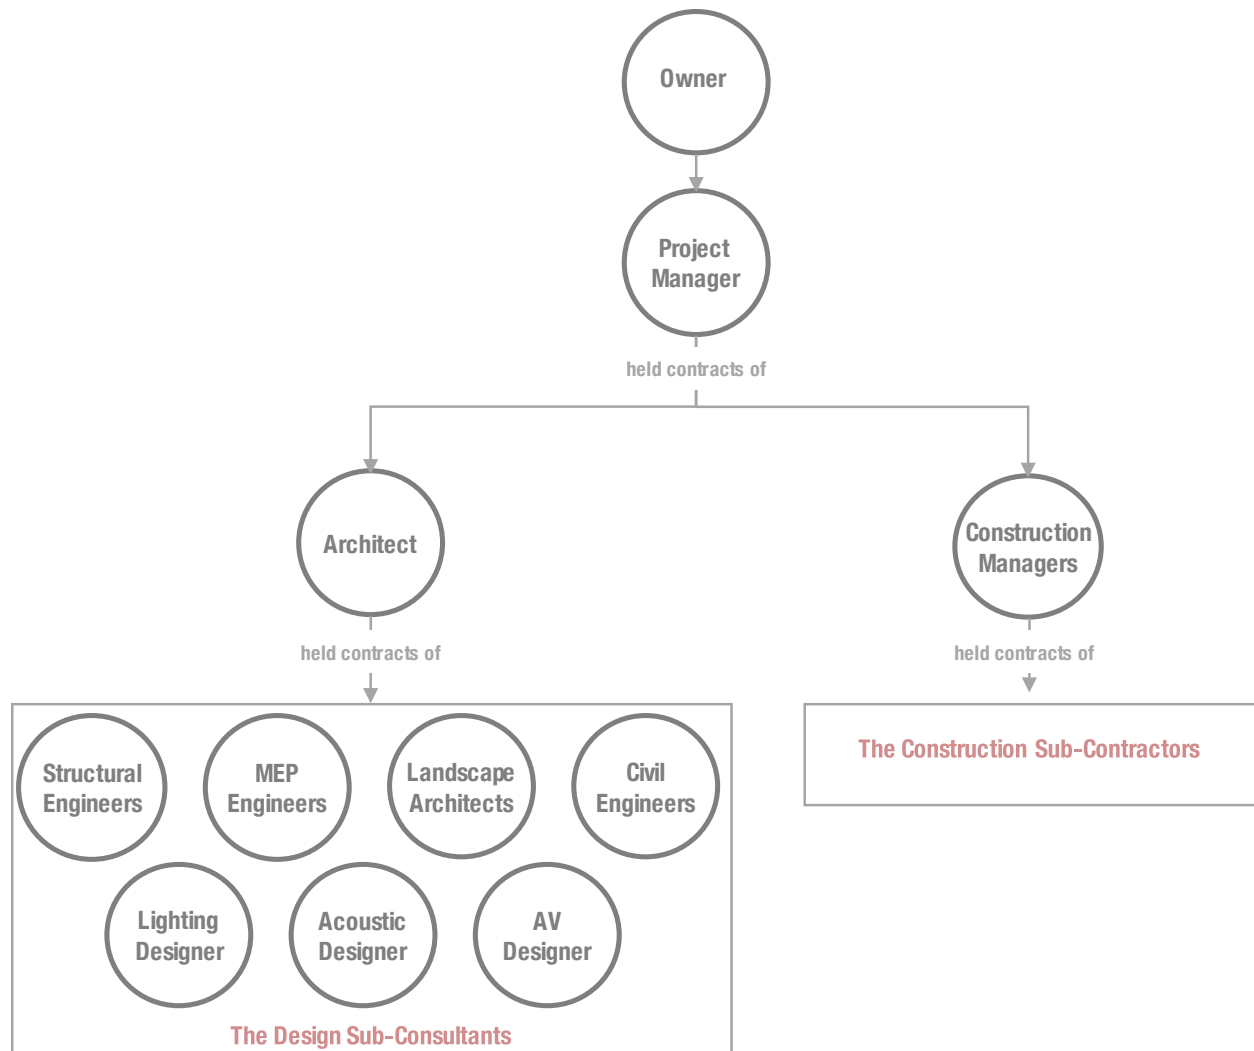 Owner
Project
Manager
held contracts of
Architect
Construction
Managers
held contracts of
held contracts of
Structural
Engineers
MEP
Engineers
Landscape
Architects
Civil
Engineers
The Construction Sub-Contractors
Lighting
Designer
Acoustic
Designer
AV
Designer
The Design Sub-Consultants